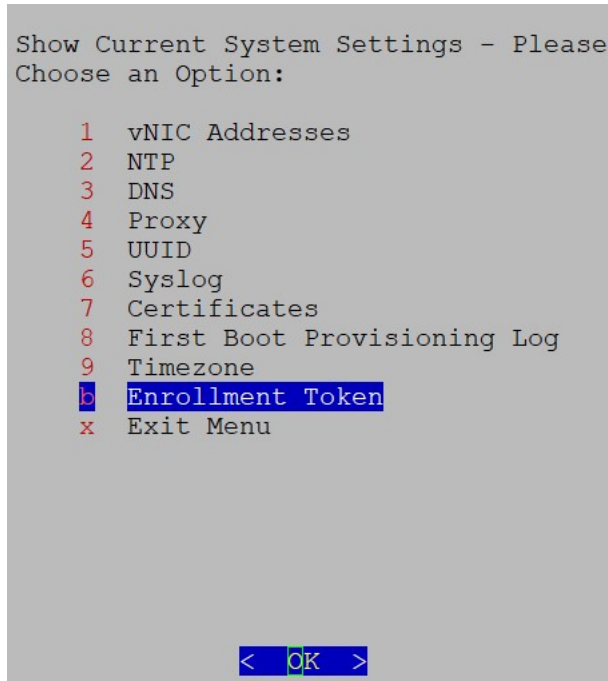 Show Current System Settings - Please
Choose an Option:
1 vNIC Addresses
2 NTP
3 DNS
4 Proxy
5 UUID
6 Syslog
7 Certificates
8 First Boot Provisioning Log
9 Timezone
b Enrollment Token
x Exit Menu
< OK >